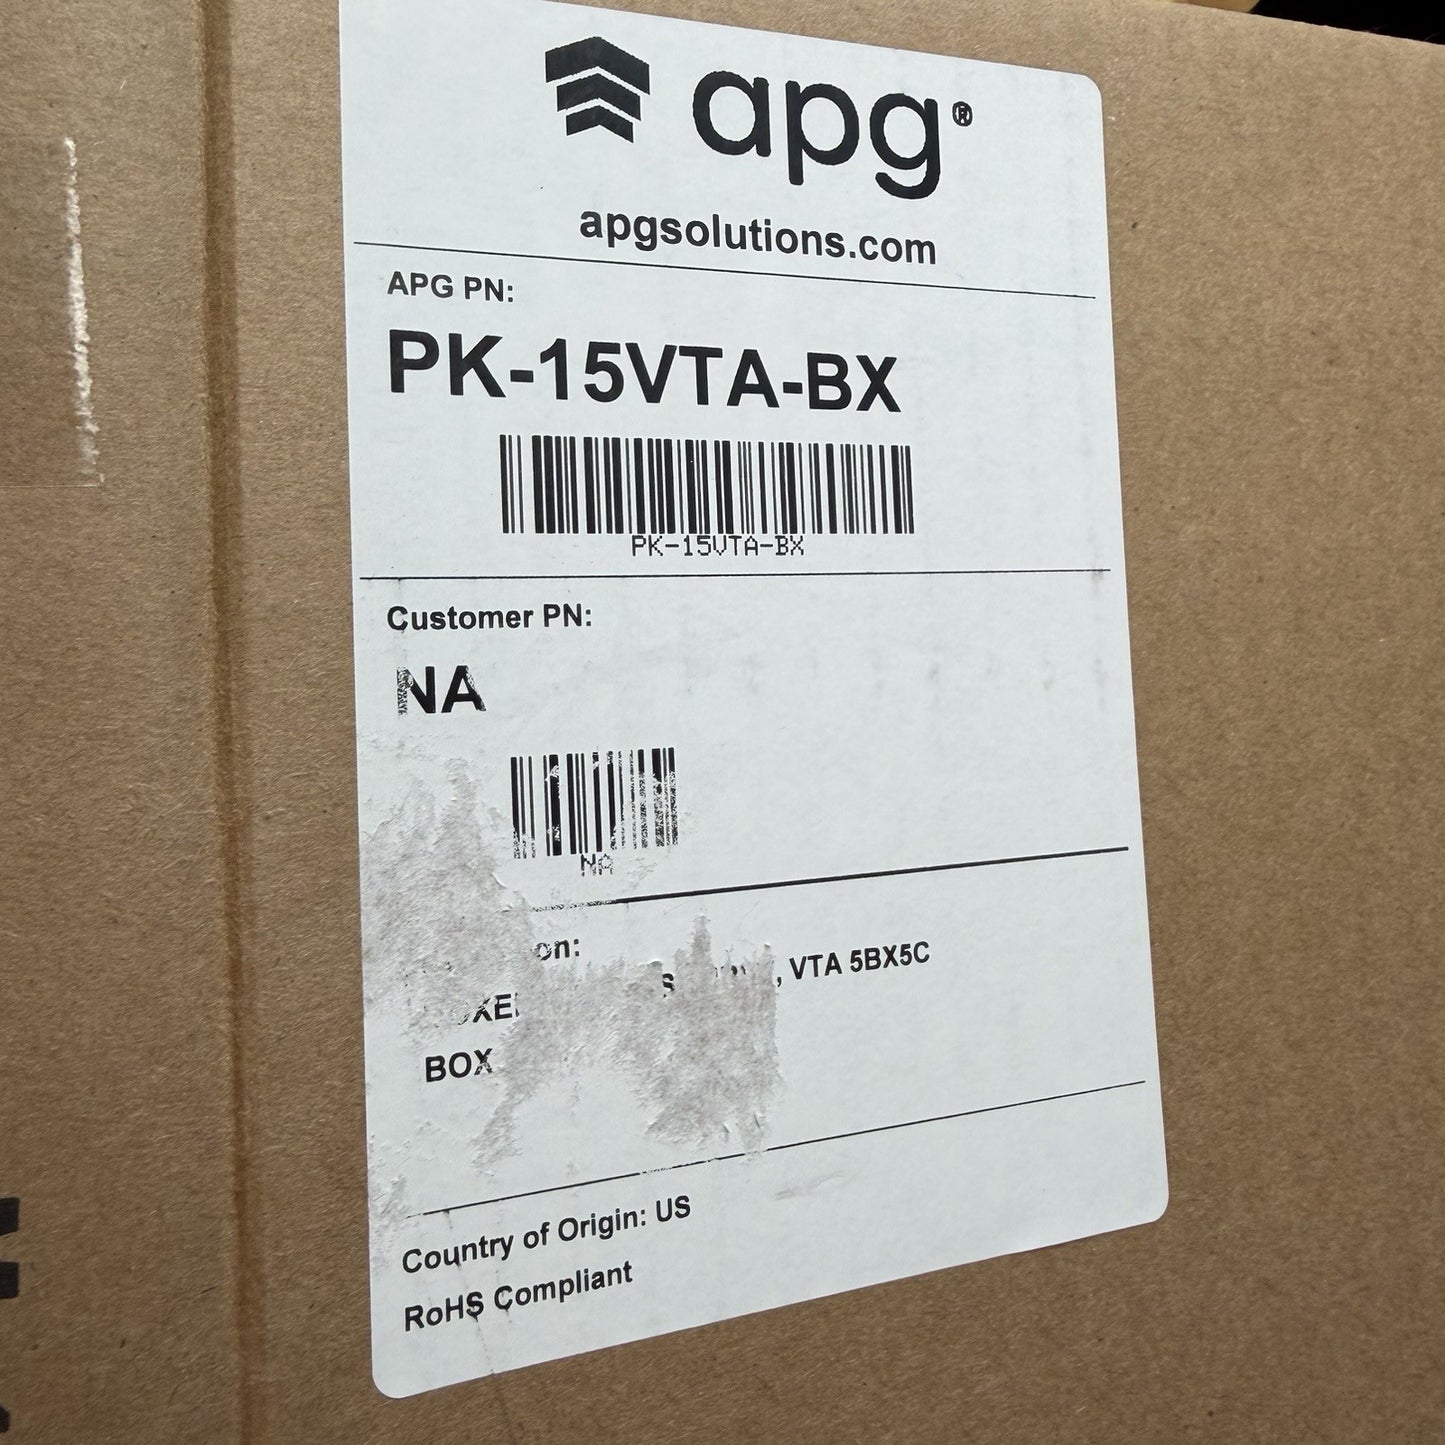 apg®
apgsolutions.com
APG PN:
PK-15VTA-BX
PK-15VTA-BX
Customer PN:
NA
NA
, VTA 5BX5C
BOX
Country of Origin: US
RoHS Compliant